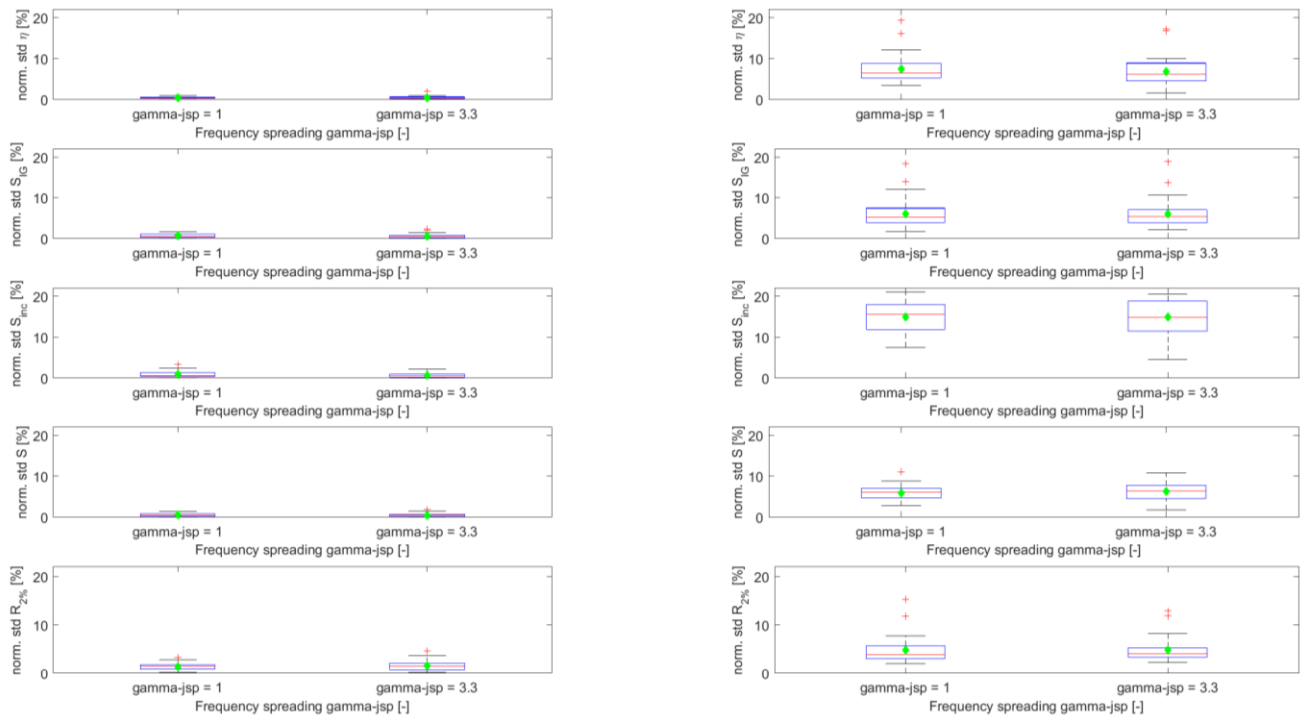 norm. std η [%]
20
10
0
gamma-jsp = 1
gamma-jsp = 3.3
Frequency spreading gamma-jsp [-]
norm. std S_IG [%]
20
10
0
gamma-jsp = 1
gamma-jsp = 3.3
Frequency spreading gamma-jsp [-]
norm. std S_inc [%]
20
10
0
gamma-jsp = 1
gamma-jsp = 3.3
Frequency spreading gamma-jsp [-]
norm. std S [%]
20
10
0
gamma-jsp = 1
gamma-jsp = 3.3
Frequency spreading gamma-jsp [-]
norm. std R_2% [%]
20
10
0
gamma-jsp = 1
gamma-jsp = 3.3
Frequency spreading gamma-jsp [-]
norm. std η [%]
20
10
0
gamma-jsp = 1
gamma-jsp = 3.3
Frequency spreading gamma-jsp [-]
norm. std S_IG [%]
20
10
0
gamma-jsp = 1
gamma-jsp = 3.3
Frequency spreading gamma-jsp [-]
norm. std S_inc [%]
20
10
0
gamma-jsp = 1
gamma-jsp = 3.3
Frequency spreading gamma-jsp [-]
norm. std S [%]
20
10
0
gamma-jsp = 1
gamma-jsp = 3.3
Frequency spreading gamma-jsp [-]
norm. std R_2% [%]
20
10
0
gamma-jsp = 1
gamma-jsp = 3.3
Frequency spreading gamma-jsp [-]